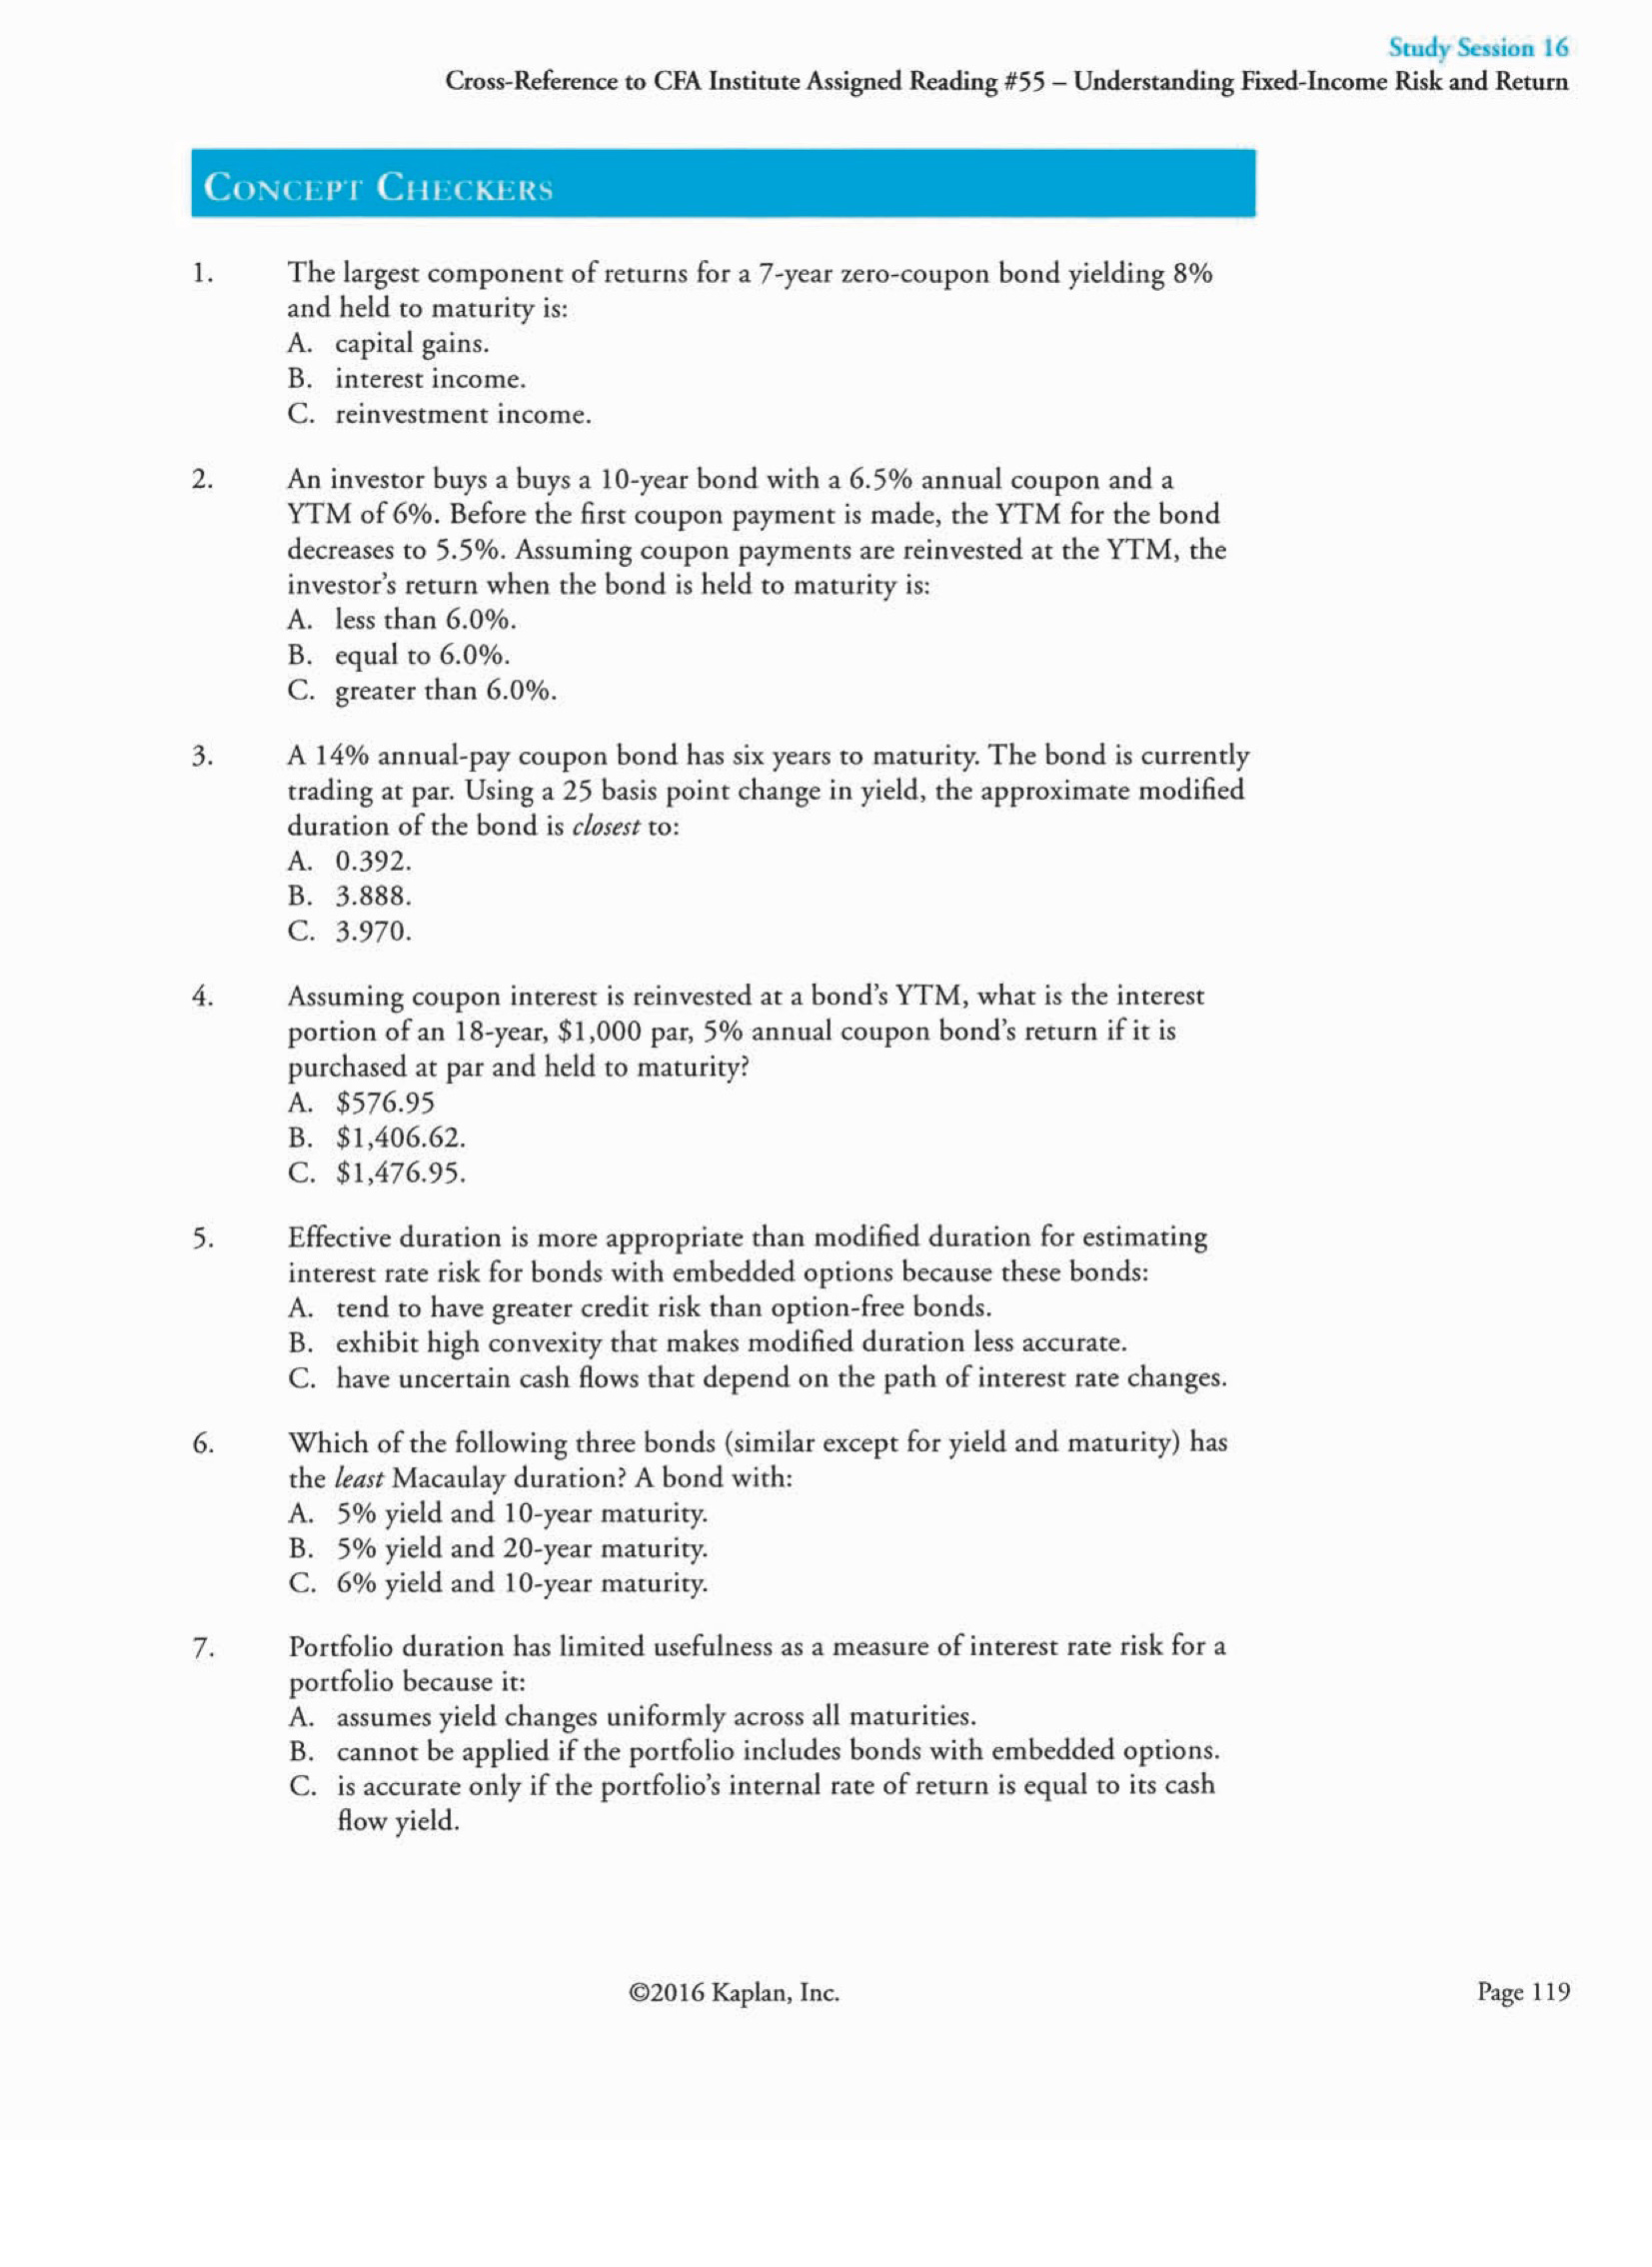 Study Session 16
Cross-Reference to CFA Institute Assigned Reading #55 – Understanding Fixed-Income Risk and Return
CONCEPT CHECKERS
1. The largest component of returns for a 7-year zero-coupon bond yielding 8%
and held to maturity is:
A. capital gains.
B. interest income.
C. reinvestment income.
2. An investor buys a buys a 10-year bond with a 6.5% annual coupon and a
YTM of 6%. Before the first coupon payment is made, the YTM for the bond
decreases to 5.5%. Assuming coupon payments are reinvested at the YTM, the
investor's return when the bond is held to maturity is:
A. less than 6.0%.
B. equal to 6.0%.
C. greater than 6.0%.
3. A 14% annual-pay coupon bond has six years to maturity. The bond is currently
trading at par. Using a 25 basis point change in yield, the approximate modified
duration of the bond is closest to:
A. 0.392.
B. 3.888.
C. 3.970.
4. Assuming coupon interest is reinvested at a bond's YTM, what is the interest
portion of an 18-year, $1,000 par, 5% annual coupon bond's return if it is
purchased at par and held to maturity?
A. $576.95
B. $1,406.62.
C. $1,476.95.
5. Effective duration is more appropriate than modified duration for estimating
interest rate risk for bonds with embedded options because these bonds:
A. tend to have greater credit risk than option-free bonds.
B. exhibit high convexity that makes modified duration less accurate.
C. have uncertain cash flows that depend on the path of interest rate changes.
6. Which of the following three bonds (similar except for yield and maturity) has
the least Macaulay duration? A bond with:
A. 5% yield and 10-year maturity.
B. 5% yield and 20-year maturity.
C. 6% yield and 10-year maturity.
7. Portfolio duration has limited usefulness as a measure of interest rate risk for a
portfolio because it:
A. assumes yield changes uniformly across all maturities.
B. cannot be applied if the portfolio includes bonds with embedded options.
C. is accurate only if the portfolio's internal rate of return is equal to its cash
flow yield.
©2016 Kaplan, Inc.
Page 119